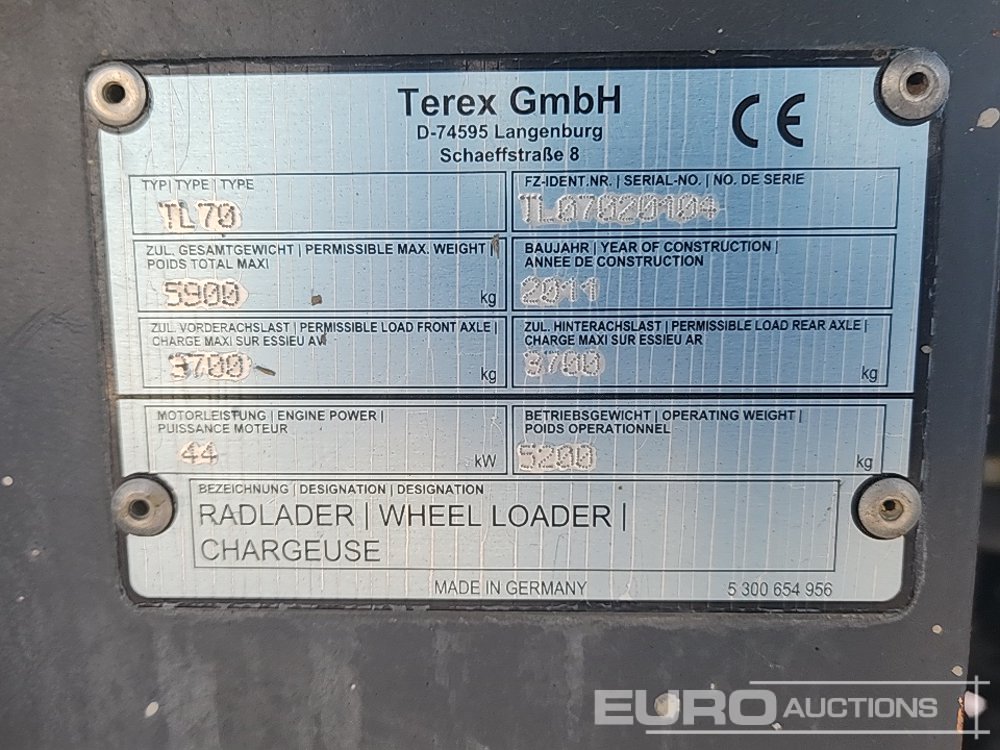 Terex GmbH
D-74595 Langenburg
Schaeffstraße 8
CE
TYP| TYPE | TYPE
TL70
FZ-IDENT.NR. | SERIAL-NO. | NO. DE SERIE
TL07020104
ZUL. GESAMTGEWICHT | PERMISSIBLE MAX. WEIGHT |
POIDS TOTAL MAXI
5900 kg
BAUJAHR | YEAR OF CONSTRUCTION |
ANNEE DE CONSTRUCTION
2011
ZUL. VORDERACHSLAST | PERMISSIBLE LOAD FRONT AXLE |
CHARGE MAXI SUR ESSIEU AV
3700 kg
ZUL. HINTERACHSLAST | PERMISSIBLE LOAD REAR AXLE |
CHARGE MAXI SUR ESSIEU AR
3700 kg
MOTORLEISTUNG | ENGINE POWER |
PUISSANCE MOTEUR
44 kW
BETRIEBSGEWICHT | OPERATING WEIGHT |
POIDS OPERATIONNEL
5200 kg
BEZEICHNUNG | DESIGNATION | DESIGNATION
RADLADER | WHEEL LOADER |
CHARGEUSE
MADE IN GERMANY 5 300 654 956
EURO AUCTIONS